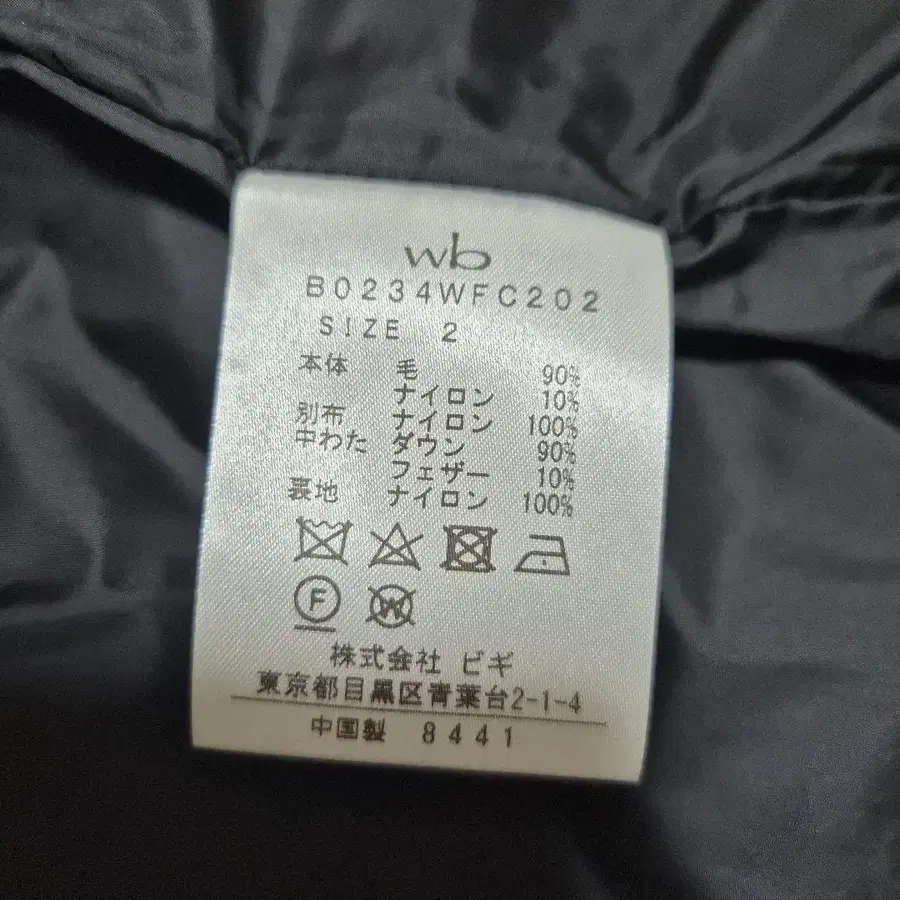 wb
B0234WFC202
SIZE 2
本体 毛 90%
ナイロン 10%
別布 ナイロン 100%
中わた ダウン 90%
フェザー 10%
裏地 ナイロン 100%
F W
株式会社 ビギ
東京都目黒区青葉台2-1-4
中国製 8441